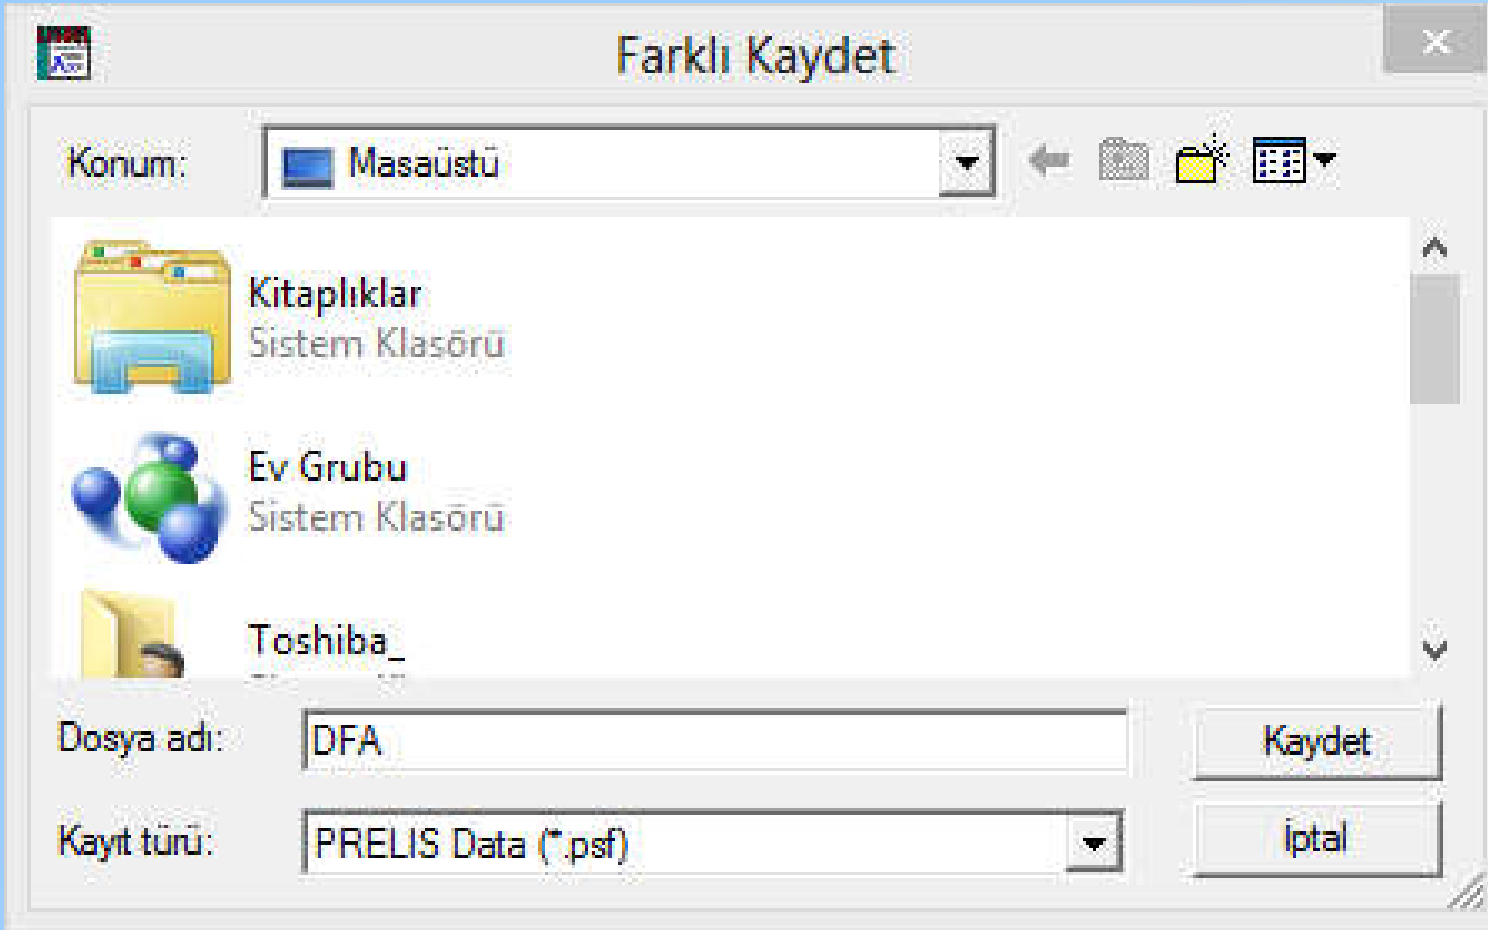 Farklı Kaydet
Konum:
Masaüstü
Kitaplıklar
Sistem Klasörü
Ev Grubu
Sistem Klasörü
Toshiba_
Dosya adı:
DFA
Kaydet
Kayıt türü:
PRELIS Data (*.psf)
İptal